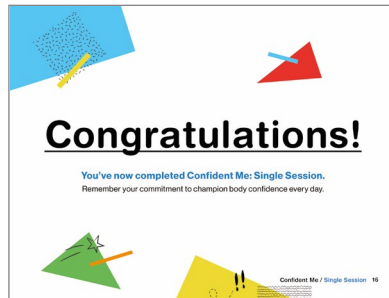 Congratulations!
You've now completed Confident Me: Single Session.
Remember your commitment to champion body confidence every day.
Confident Me / Single Session 16